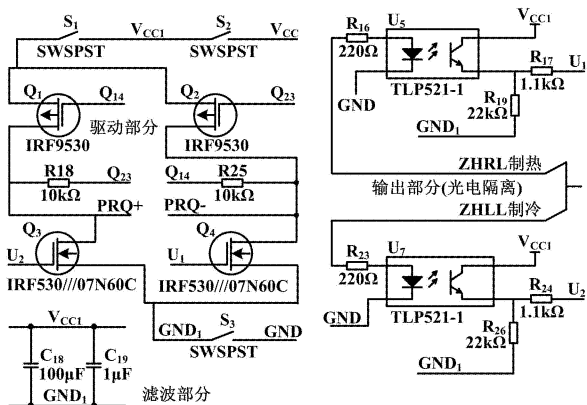 S1 VCC1 S2 VCC
SWSPST SWSPST
Q1 Q14 Q2 Q23
驱动部分
IRF9530 IRF9530
R18 Q23 Q14 R25
10kΩ 10kΩ
PRQ+ PRQ-
Q3 Q4
U2 U1
IRF530///07N60C IRF530///07N60C
VCC1
GND1 S3 GND
SWSPST
C18 C19
100μF 1μF
GND1
滤波部分
R16 U5 VCC1
220Ω R17 U1
TLP521-1 1.1kΩ
GND R19
22kΩ
GND1
ZHRL制热
输出部分(光电隔离)
ZHLL制冷
R23 U7 VCC1
220Ω R24 U2
TLP521-1 1.1kΩ
GND R26
22kΩ
GND1